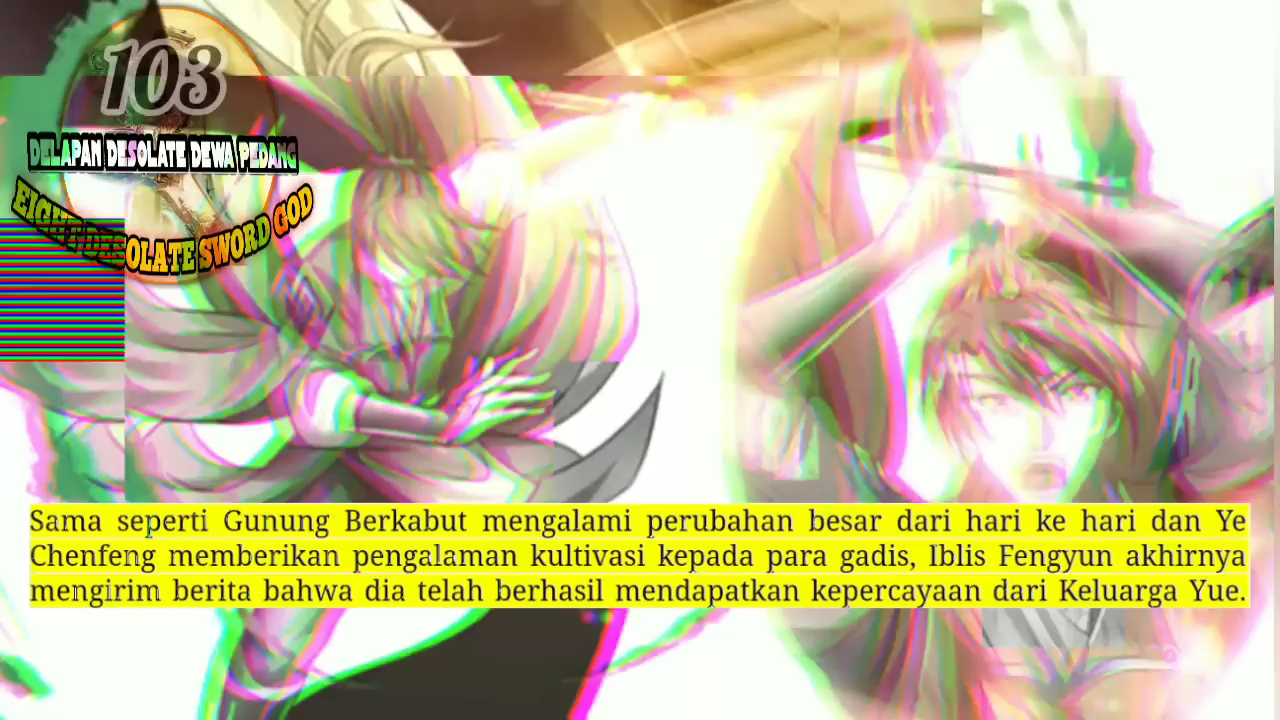 103
DELAPAN DESOLATE DEWA PEDANG
EIGHT DESOLATE SWORD GOD
Sama seperti Gunung Berkabut mengalami perubahan besar dari hari ke hari dan Ye
Chenfeng memberikan pengalaman kultivasi kepada para gadis, Iblis Fengyun akhirnya
mengirim berita bahwa dia telah berhasil mendapatkan kepercayaan dari Keluarga Yue.